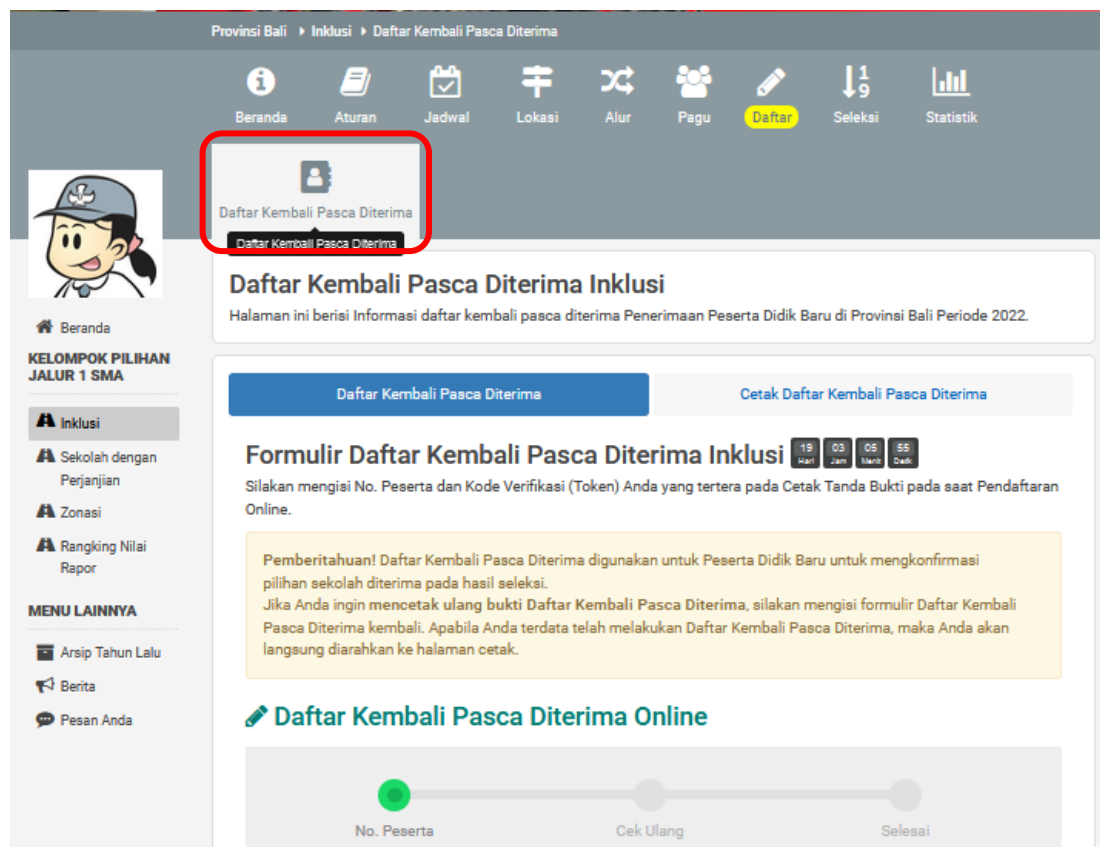 Provinsi Bali Inklusi Daftar Kembali Pasca Diterima
Beranda Aturan Jadwal Lokasi Alur Pagu Daftar Seleksi Statistik
Daftar Kembali Pasca Diterima
Daftar Kembali Pasca Diterima
Daftar Kembali Pasca Diterima Inklusi
Halaman ini berisi Informasi daftar kembali pasca diterima Penerimaan Peserta Didik Baru di Provinsi Bali Periode 2022.
Beranda
KELOMPOK PILIHAN
JALUR 1 SMA
Inklusi
Sekolah dengan
Perjanjian
Zonasi
Rangking Nilai
Rapor
MENU LAINNYA
Arsip Tahun Lalu
Berita
Pesan Anda
Daftar Kembali Pasca Diterima Cetak Daftar Kembali Pasca Diterima
Formulir Daftar Kembali Pasca Diterima Inklusi 19 Hari 03 Jam 05 Menit 55 Detik
Silakan mengisi No. Peserta dan Kode Verifikasi (Token) Anda yang tertera pada Cetak Tanda Bukti pada saat Pendaftaran
Online.
Pemberitahuan! Daftar Kembali Pasca Diterima digunakan untuk Peserta Didik Baru untuk mengkonfirmasi
pilihan sekolah diterima pada hasil seleksi.
Jika Anda ingin mencetak ulang bukti Daftar Kembali Pasca Diterima, silakan mengisi formulir Daftar Kembali
Pasca Diterima kembali. Apabila Anda terdata telah melakukan Daftar Kembali Pasca Diterima, maka Anda akan
langsung diarahkan ke halaman cetak.
Daftar Kembali Pasca Diterima Online
No. Peserta Cek Ulang Selesai